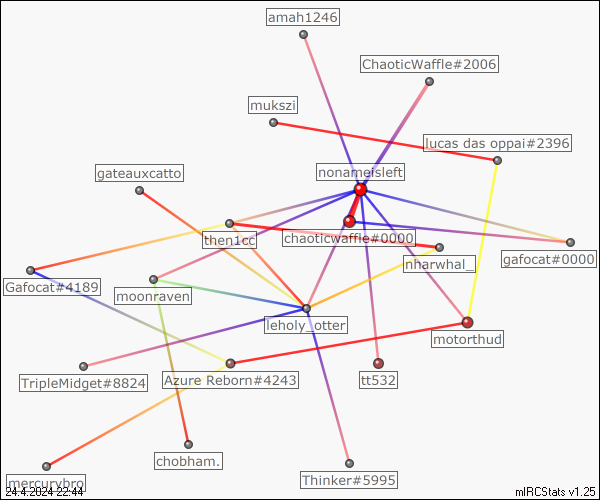 amah1246
ChaoticWaffle#2006
mukszi
lucas das oppai#2396
nonameisleft
gateauxcatto
then1cc
chaoticwaffle#0000
nharwhal_
gafocat#0000
Gafocat#4189
moonraven
leholy_otter
motorthud
TripleMidget#8824
Azure Reborn#4243
tt532
chobham.
Thinker#5995
mercurybro
24.4.2024 22:44
mIRCStats v1.25